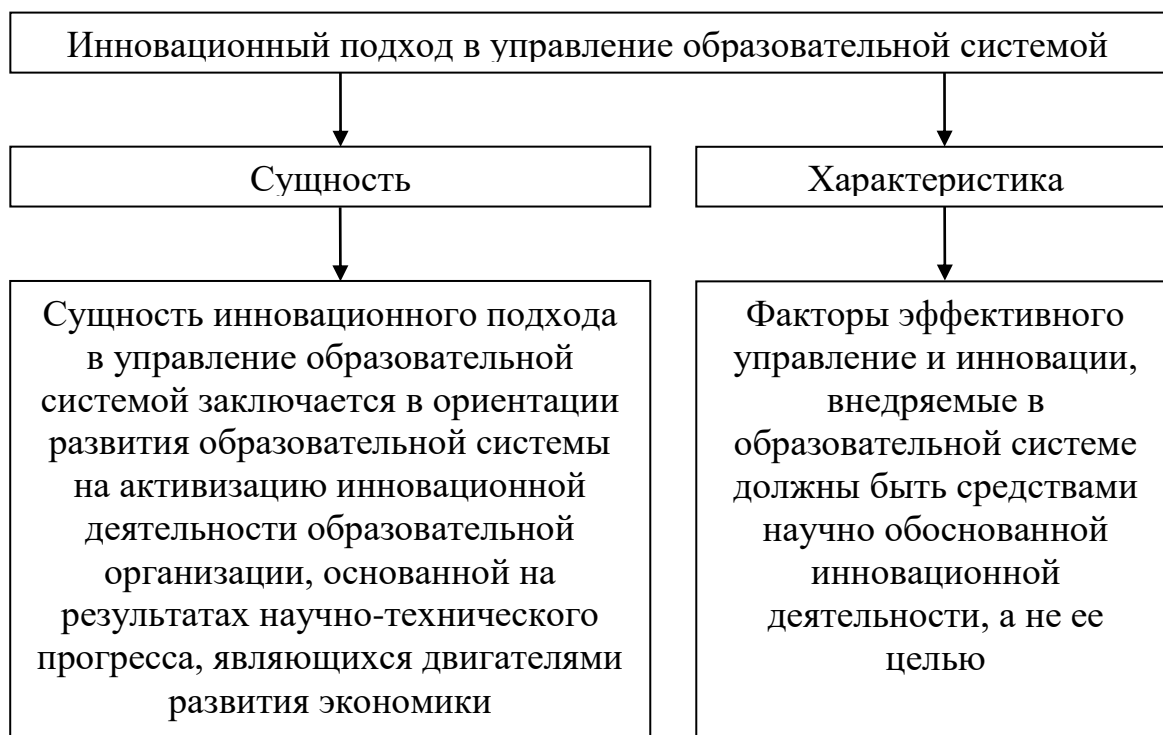 Инновационный подход в управление образовательной системой
Сущность
Характеристика
Сущность инновационного подхода
в управление образовательной
системой заключается в ориентации
развития образовательной системы
на активизацию инновационной
деятельности образовательной
организации, основанной на
результатах научно-технического
прогресса, являющихся двигателями
развития экономики
Факторы эффективного
управление и инновации,
внедряемые в
образовательной системе
должны быть средствами
научно обоснованной
инновационной
деятельности, а не ее
целью